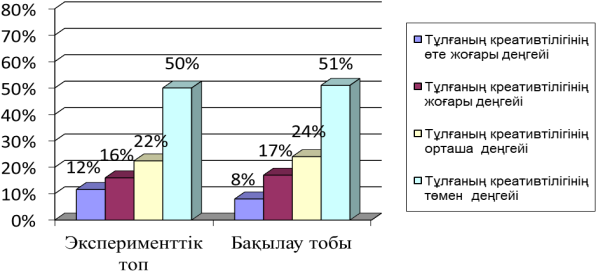 80%
70%
60%
50%
40%
30%
20%
10%
0%
12%
16%
22%
50%
8%
17%
24%
51%
Эксперименттік
топ
Бақылау тобы
Тұлғаның креативтілігінің
өте жоғары деңгейі
Тұлғаның креативтілігінің
жоғары деңгейі
Тұлғаның креативтілігінің
орташа деңгейі
Тұлғаның креативтілігінің
төмен деңгейі